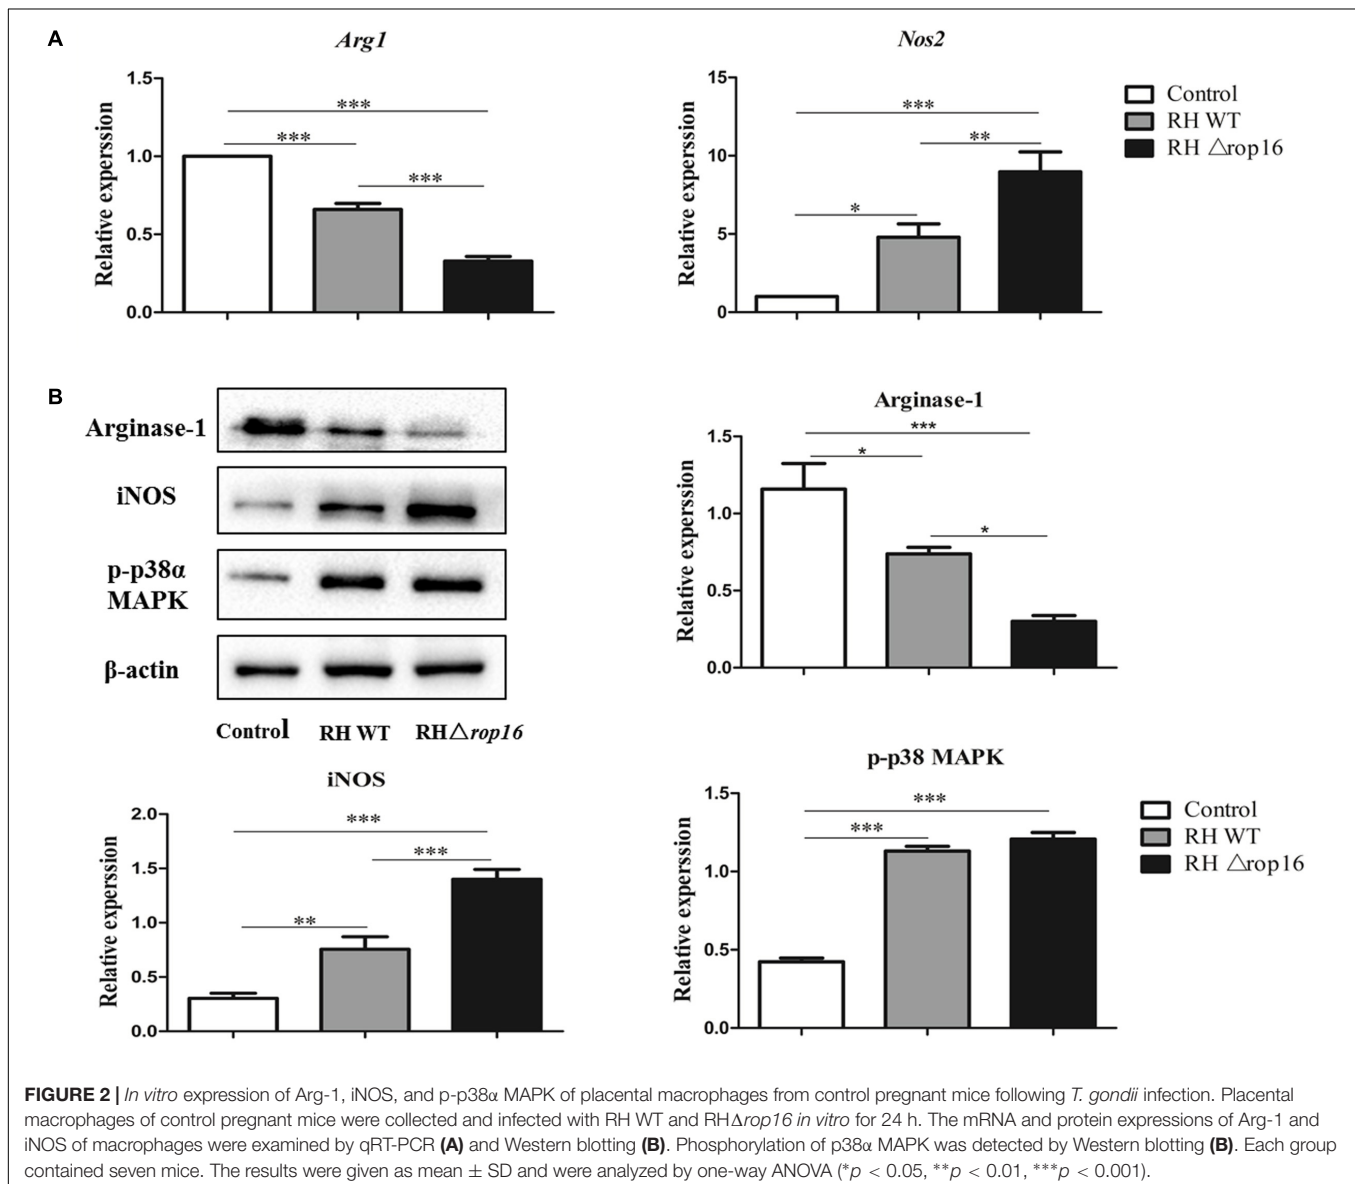 A
Arg1
Relative experssion
1.5
1.0
0.5
0.0
***
***
***
Nos2
Relative experssion
15
10
5
0
***
**
*
Control
RH WT
RH △rop16
B
Arginase-1
iNOS
p-p38α
MAPK
β-actin
Control
RH WT
RH△rop16
Arginase-1
Relative experssion
1.5
1.0
0.5
0.0
***
*
*
iNOS
Relative experssion
2.0
1.5
1.0
0.5
0.0
***
***
**
p-p38 MAPK
Relative experssion
1.5
1.0
0.5
0.0
***
***
Control
RH WT
RH △rop16
FIGURE 2 | In vitro expression of Arg-1, iNOS, and p-p38α MAPK of placental macrophages from control pregnant mice following T. gondii infection. Placental
macrophages of control pregnant mice were collected and infected with RH WT and RHΔrop16 in vitro for 24 h. The mRNA and protein expressions of Arg-1 and
iNOS of macrophages were examined by qRT-PCR (A) and Western blotting (B). Phosphorylation of p38α MAPK was detected by Western blotting (B). Each group
contained seven mice. The results were given as mean ± SD and were analyzed by one-way ANOVA (*p < 0.05, **p < 0.01, ***p < 0.001).